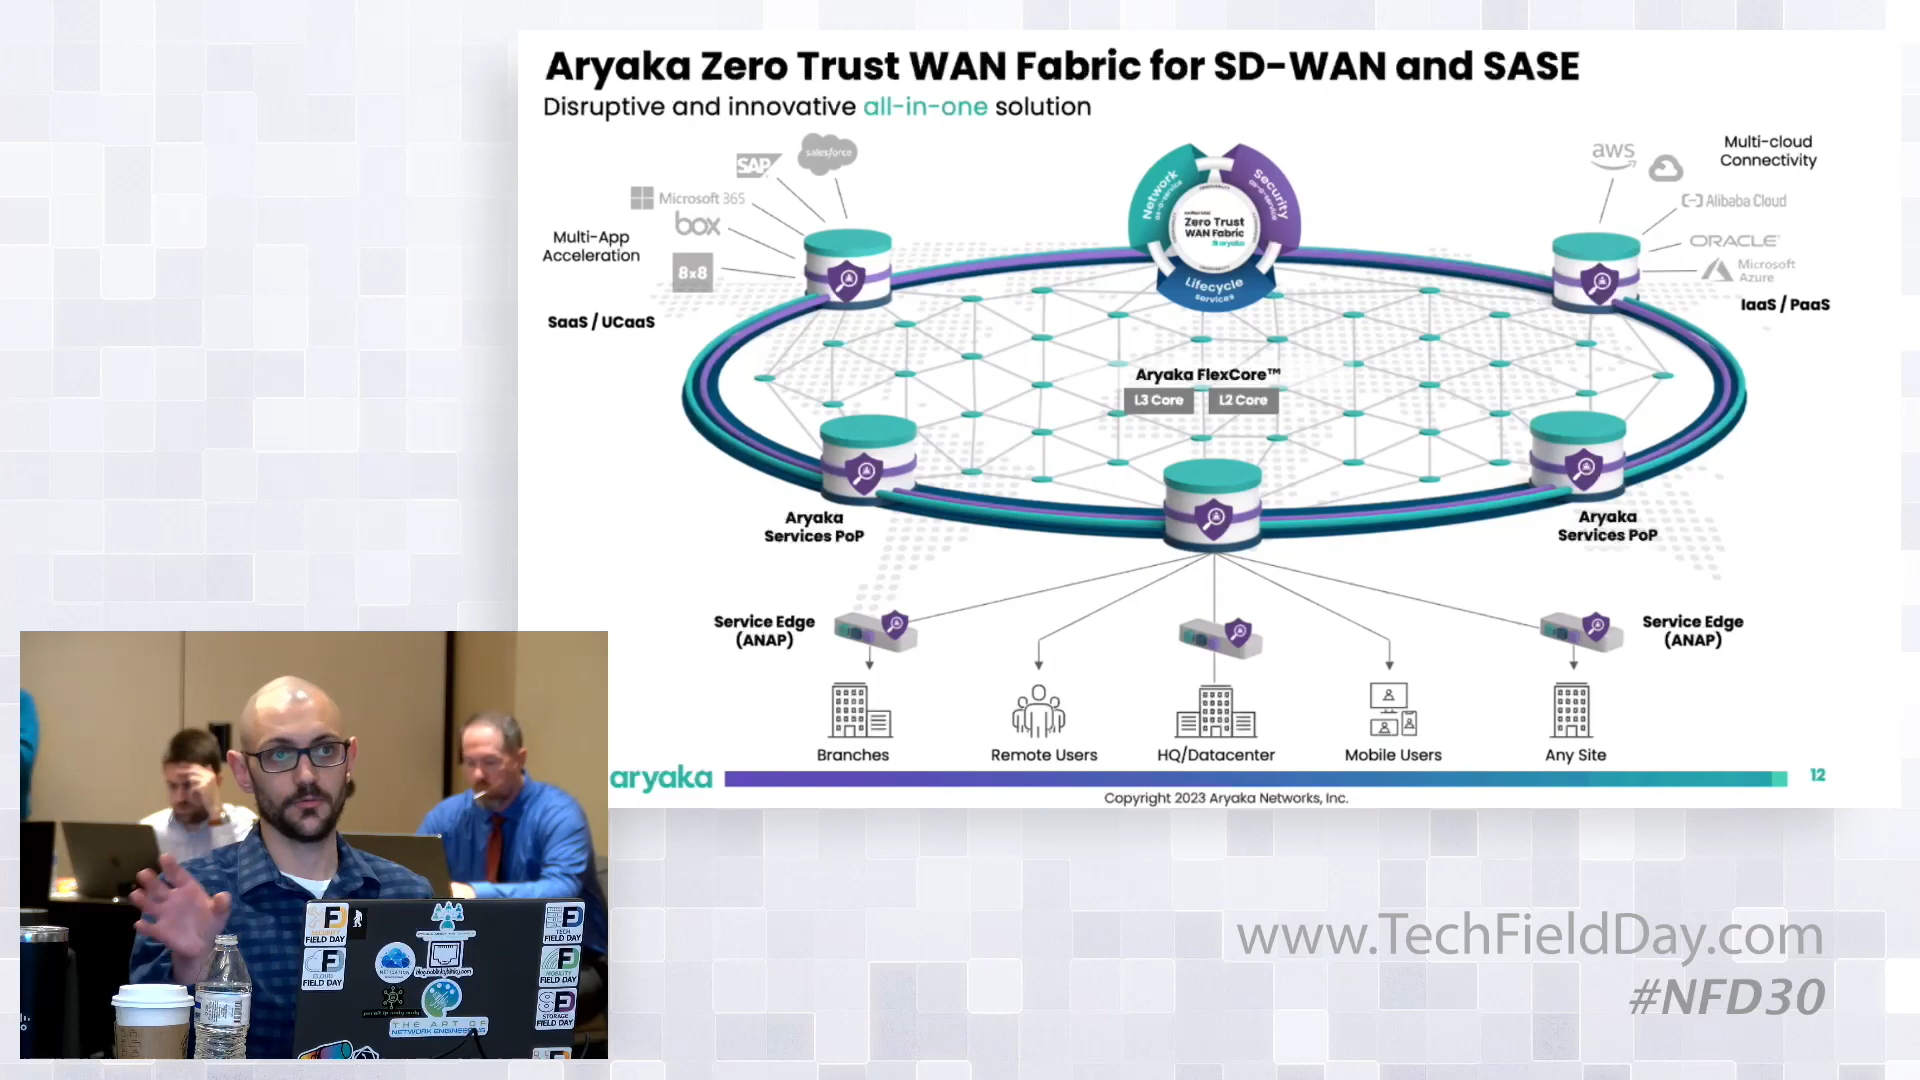 Aryaka Zero Trust WAN Fabric for SD-WAN and SASE
Disruptive and innovative all-in-one solution
salesforce
SAP
Microsoft 365
box
8x8
Multi-App
Acceleration
SaaS / UCaaS
Network
as-a-service
Security
as-a-service
Zero Trust
WAN Fabric
aryaka
Lifecycle
services
aws
Multi-cloud
Connectivity
Alibaba Cloud
ORACLE
Microsoft
Azure
IaaS / PaaS
Aryaka FlexCore™
L3 Core
L2 Core
Aryaka
Services PoP
Aryaka
Services PoP
Service Edge
(ANAP)
Service Edge
(ANAP)
Branches
Remote Users
HQ/Datacenter
Mobile Users
Any Site
aryaka
12
Copyright 2023 Aryaka Networks, Inc.
SECURITY
FIELD DAY
CLOUD
FIELD DAY
TECH
FIELD DAY
MOBILITY
FIELD DAY
STORAGE
FIELD DAY
THE ART OF
NETWORK ENGINEERING
www.TechFieldDay.com
#NFD30